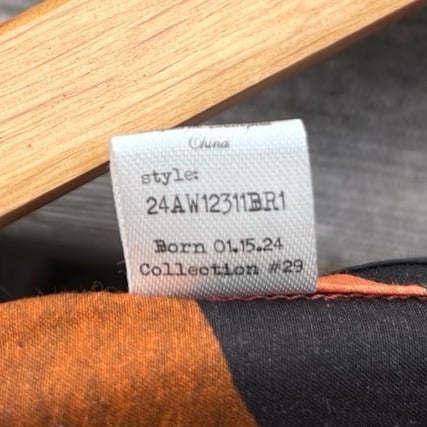 China
style:
24AW12311BR1
Born 01.15.24
Collection #29